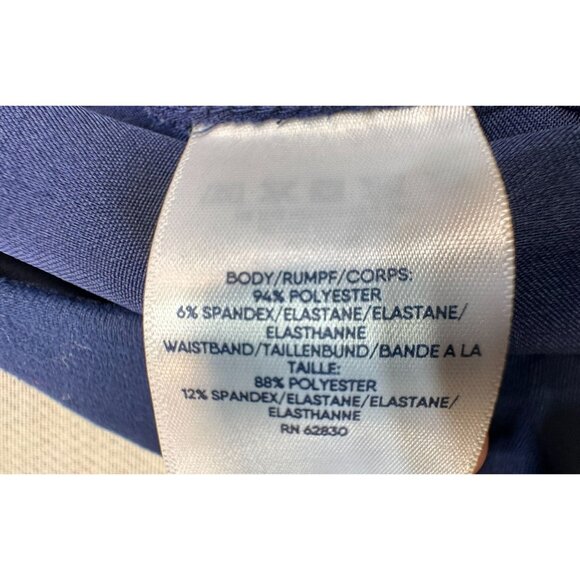 BODY/RUMPF/CORPS:
94% POLYESTER
6% SPANDEX/ELASTANE/ELASTANE/
ELASTHANNE
WAISTBAND/TAILLENBUND/BANDE A LA
TAILLE:
88% POLYESTER
12% SPANDEX/ELASTANE/ELASTANE/
ELASTHANNE
RN 62830